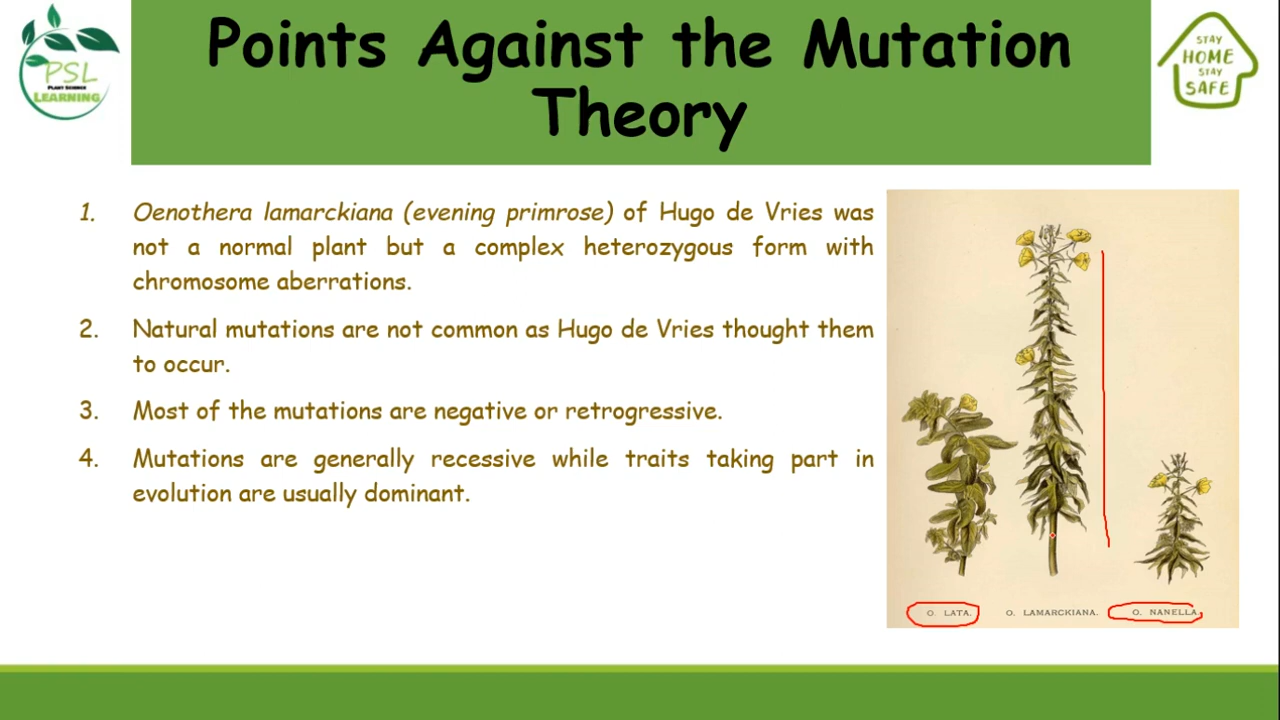 Points Against the Mutation
Theory
PSL
PLANT SCIENCE
LEARNING
STAY
HOME
STAY
SAFE
1. Oenothera lamarckiana (evening primrose) of Hugo de Vries was
not a normal plant but a complex heterozygous form with
chromosome aberrations.
2. Natural mutations are not common as Hugo de Vries thought them
to occur.
3. Most of the mutations are negative or retrogressive.
4. Mutations are generally recessive while traits taking part in
evolution are usually dominant.
O. LATA. O. LAMARCKIANA. O. NANELLA